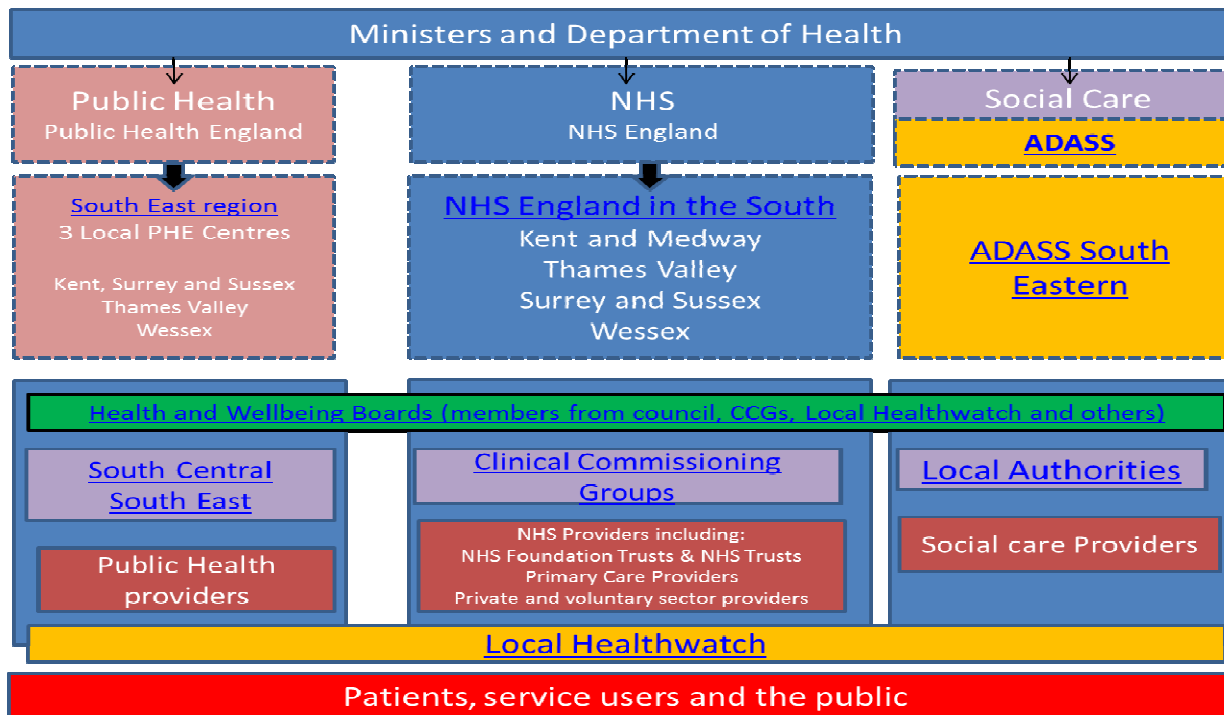 Ministers and Department of Health
Public Health
Public Health England
NHS
NHS England
Social Care
ADASS
South East region
3 Local PHE Centres
Kent, Surrey and Sussex
Thames Valley
Wessex
NHS England in the South
Kent and Medway
Thames Valley
Surrey and Sussex
Wessex
ADASS South
Eastern
Health and Wellbeing Boards (members from council, CCGs, Local Healthwatch and others)
South Central
South East
Public Health
providers
Clinical Commissioning
Groups
NHS Providers including:
NHS Foundation Trusts & NHS Trusts
Primary Care Providers
Private and voluntary sector providers
Local Authorities
Social care Providers
Local Healthwatch
Patients, service users and the public